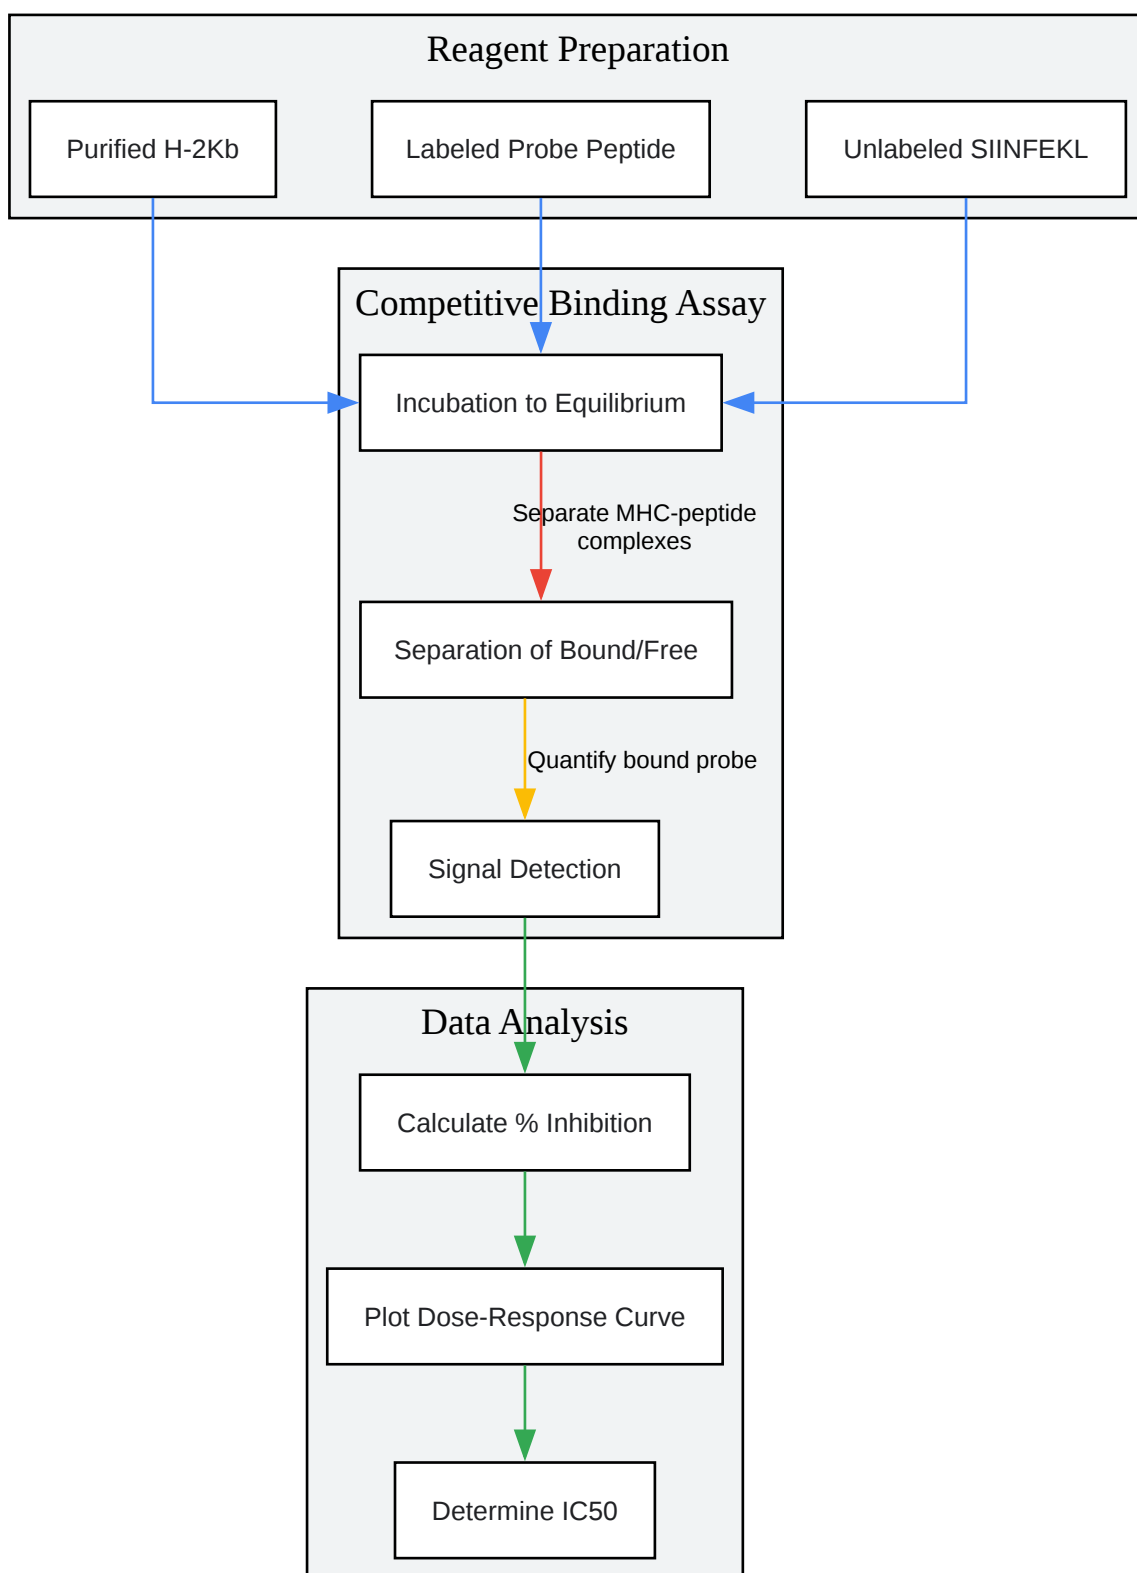 Reagent Preparation
Purified H-2Kb
Labeled Probe Peptide
Unlabeled SIINFEKL
Competitive Binding Assay
Incubation to Equilibrium
Separate MHC-peptide
complexes
Separation of Bound/Free
Quantify bound probe
Signal Detection
Data Analysis
Calculate % Inhibition
Plot Dose-Response Curve
Determine IC50